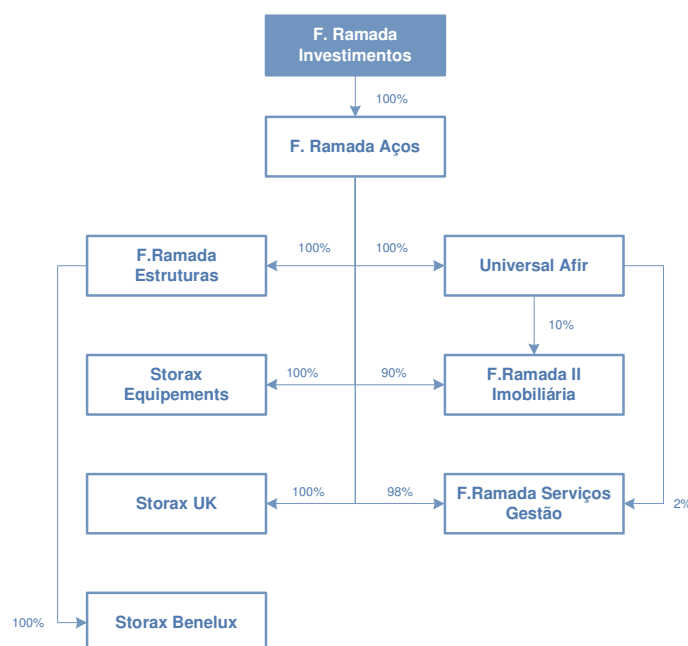 F. Ramada
Investimentos
100%
F. Ramada Aços
F.Ramada
Estruturas
100%
100%
Universal Afir
10%
Storax
Equipements
100%
90%
F.Ramada II
Imobiliária
Storax UK
100%
98%
F.Ramada Serviços
Gestão
2%
100%
Storax Benelux